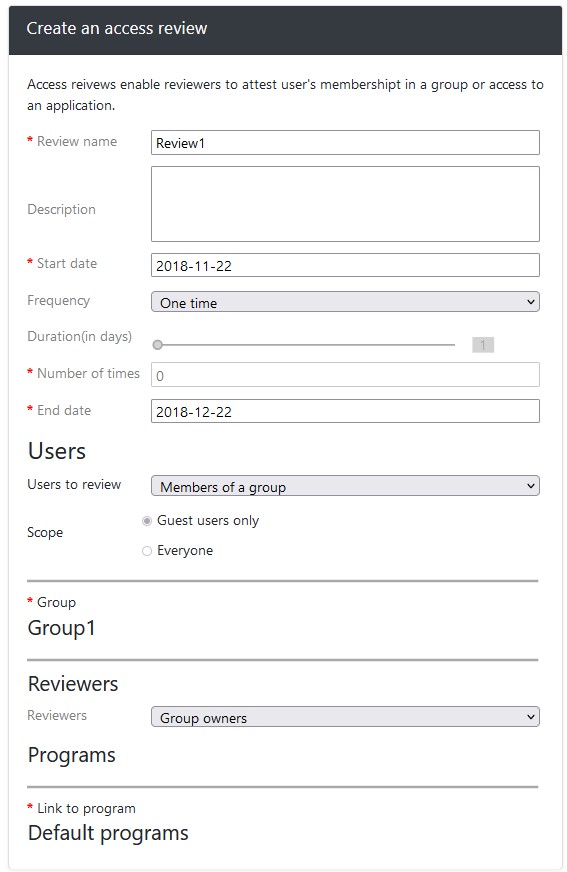 Create an access review
Access reivews enable reviewers to attest user's membershipt in a group or access to
an application.
* Review name
Review1
Description
* Start date
2018-11-22
Frequency
One time
Duration(in days)
1
* Number of times
0
* End date
2018-12-22
Users
Users to review
Members of a group
Scope
Guest users only
Everyone
* Group
Group1
Reviewers
Reviewers
Group owners
Programs
* Link to program
Default programs